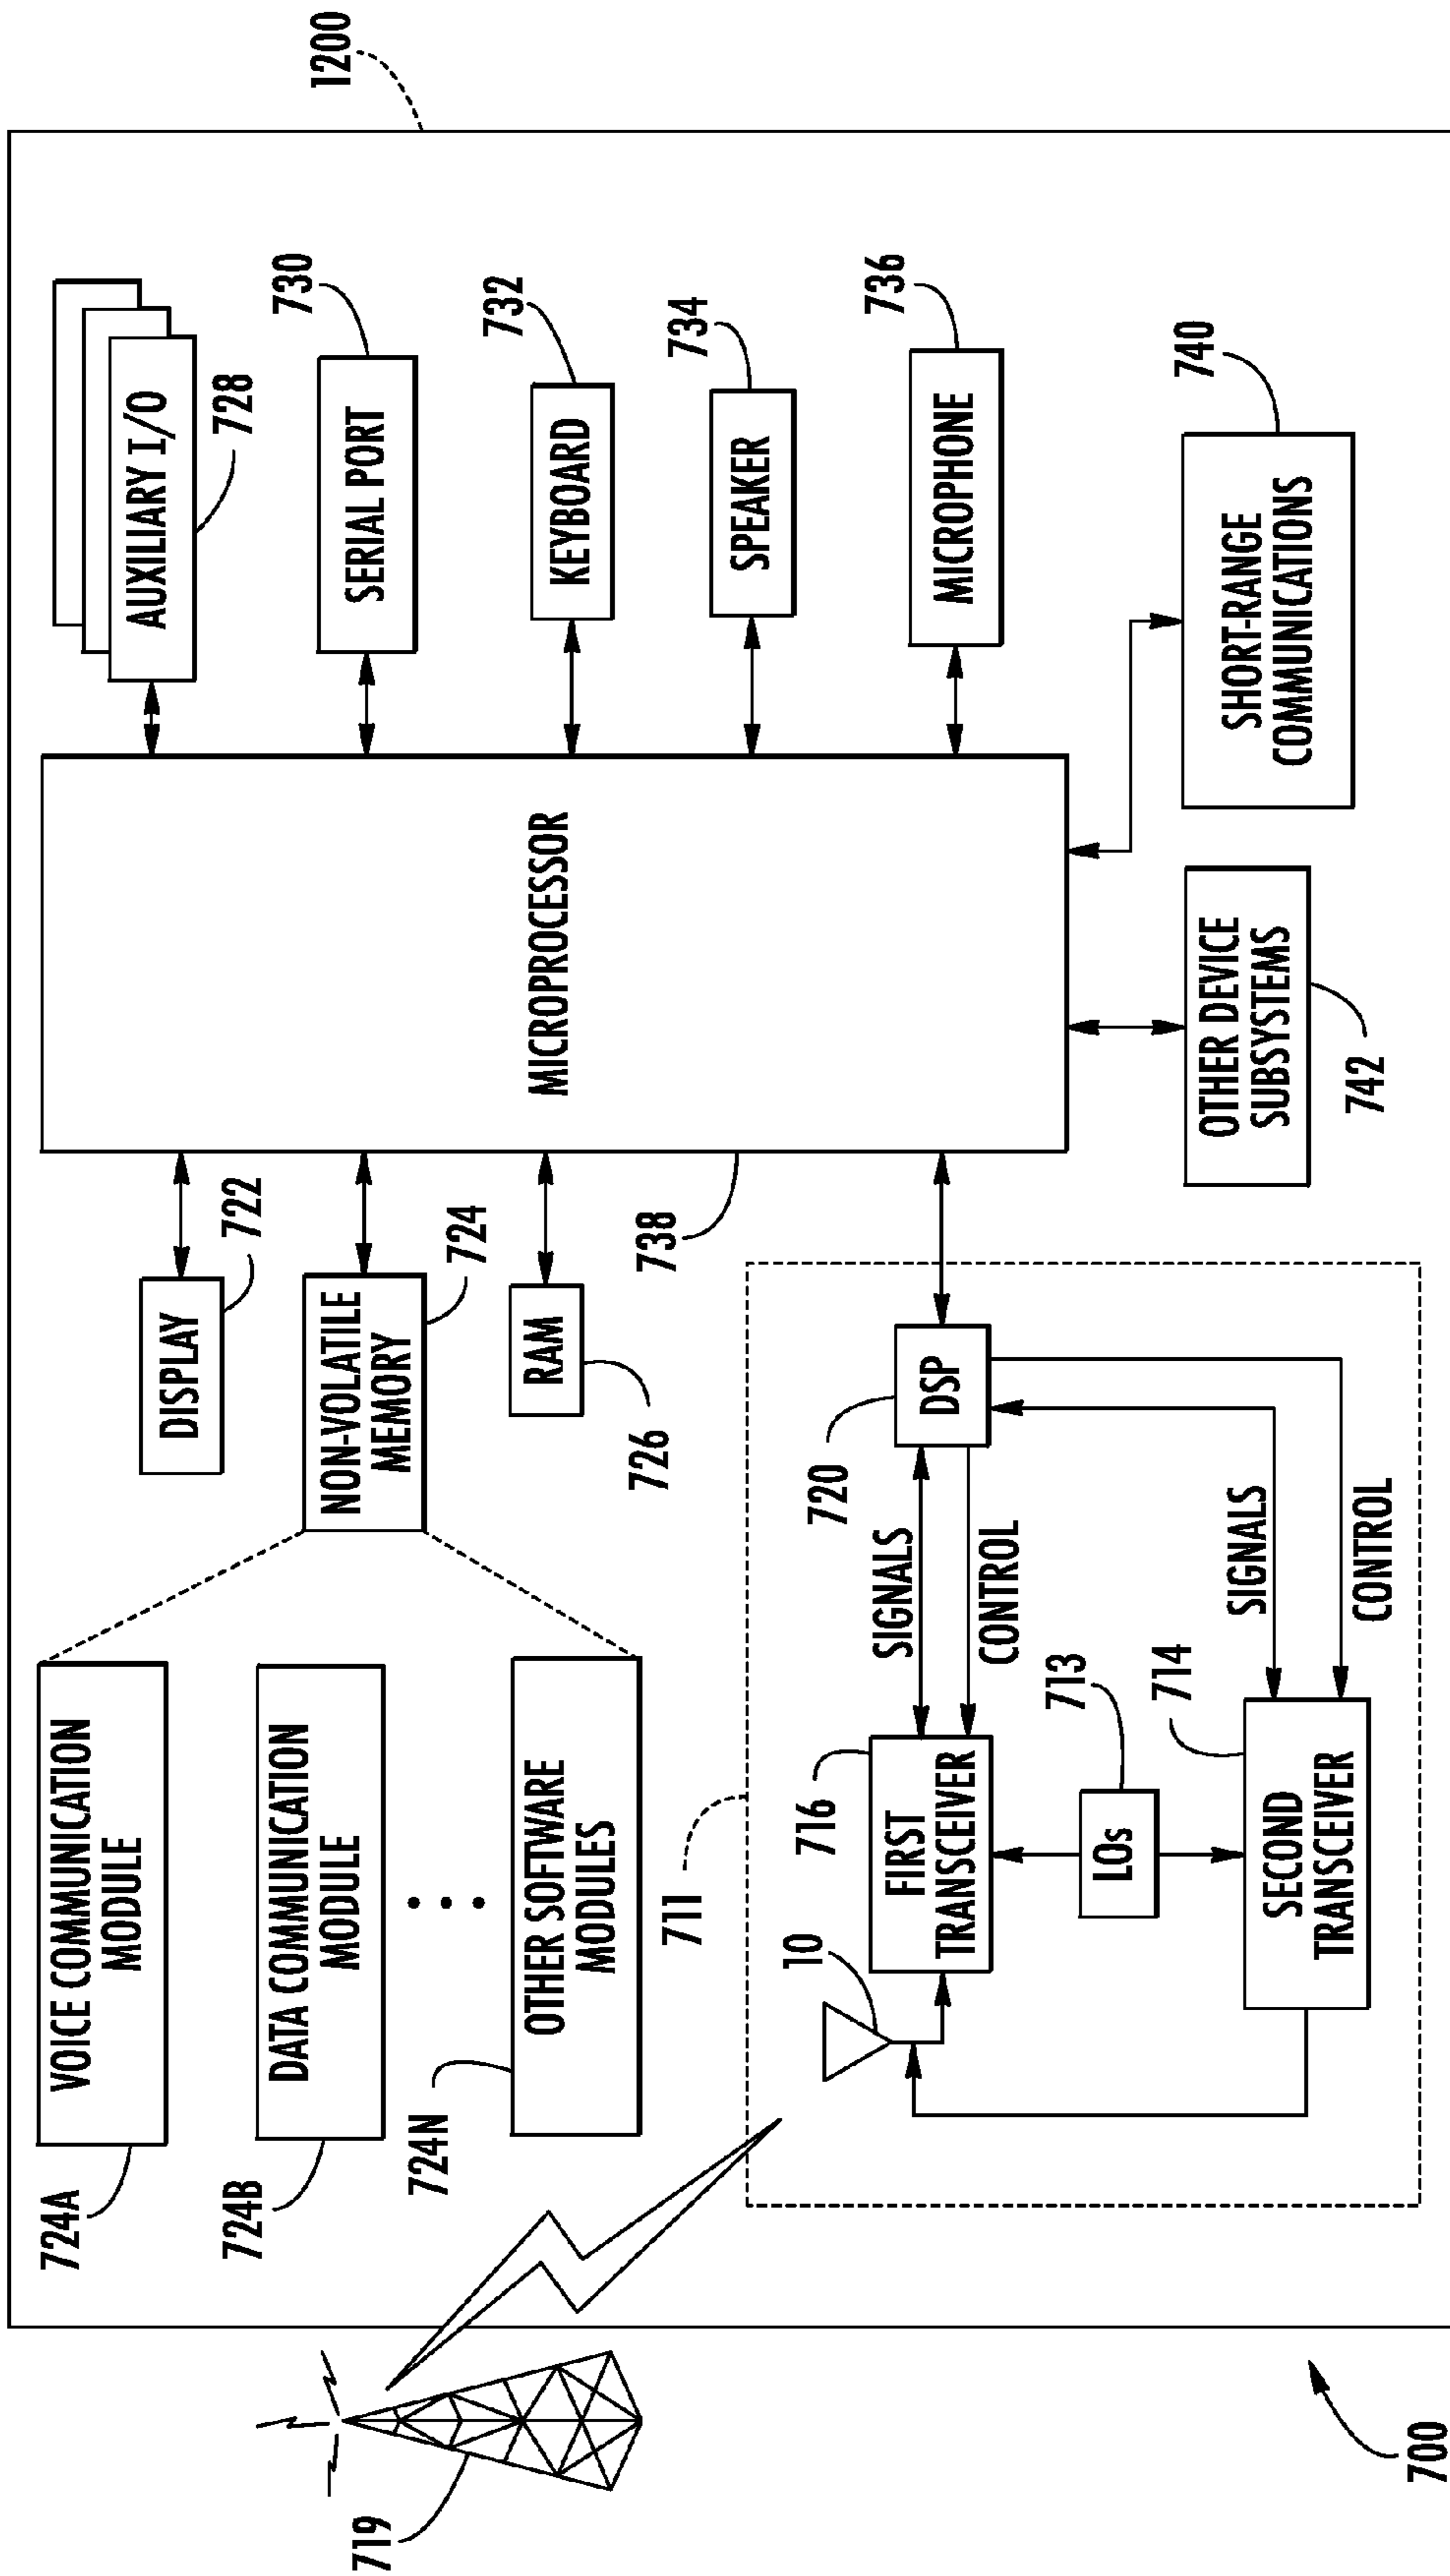 1200
724A
VOICE COMMUNICATION
MODULE
724B
DATA COMMUNICATION
MODULE
724N
OTHER SOFTWARE
MODULES
DISPLAY
722
NON-VOLATILE
MEMORY
724
RAM
726
738
MICROPROCESSOR
AUXILIARY I/O
728
SERIAL PORT
730
KEYBOARD
732
SPEAKER
734
MICROPHONE
736
SHORT-RANGE
COMMUNICATIONS
740
OTHER DEVICE
SUBSYSTEMS
742
719
711
10
716
FIRST
TRANSCEIVER
SIGNALS
CONTROL
720
DSP
LOs
713
SECOND
TRANSCEIVER
714
SIGNALS
CONTROL
700